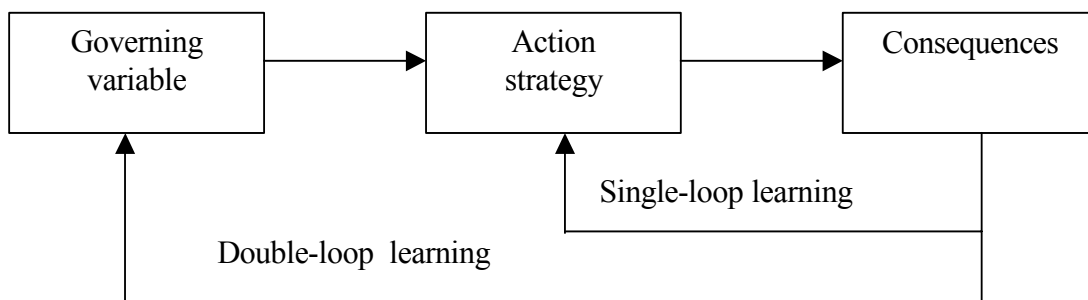 Governing
variable
Action
strategy
Consequences
Single-loop learning
Double-loop learning